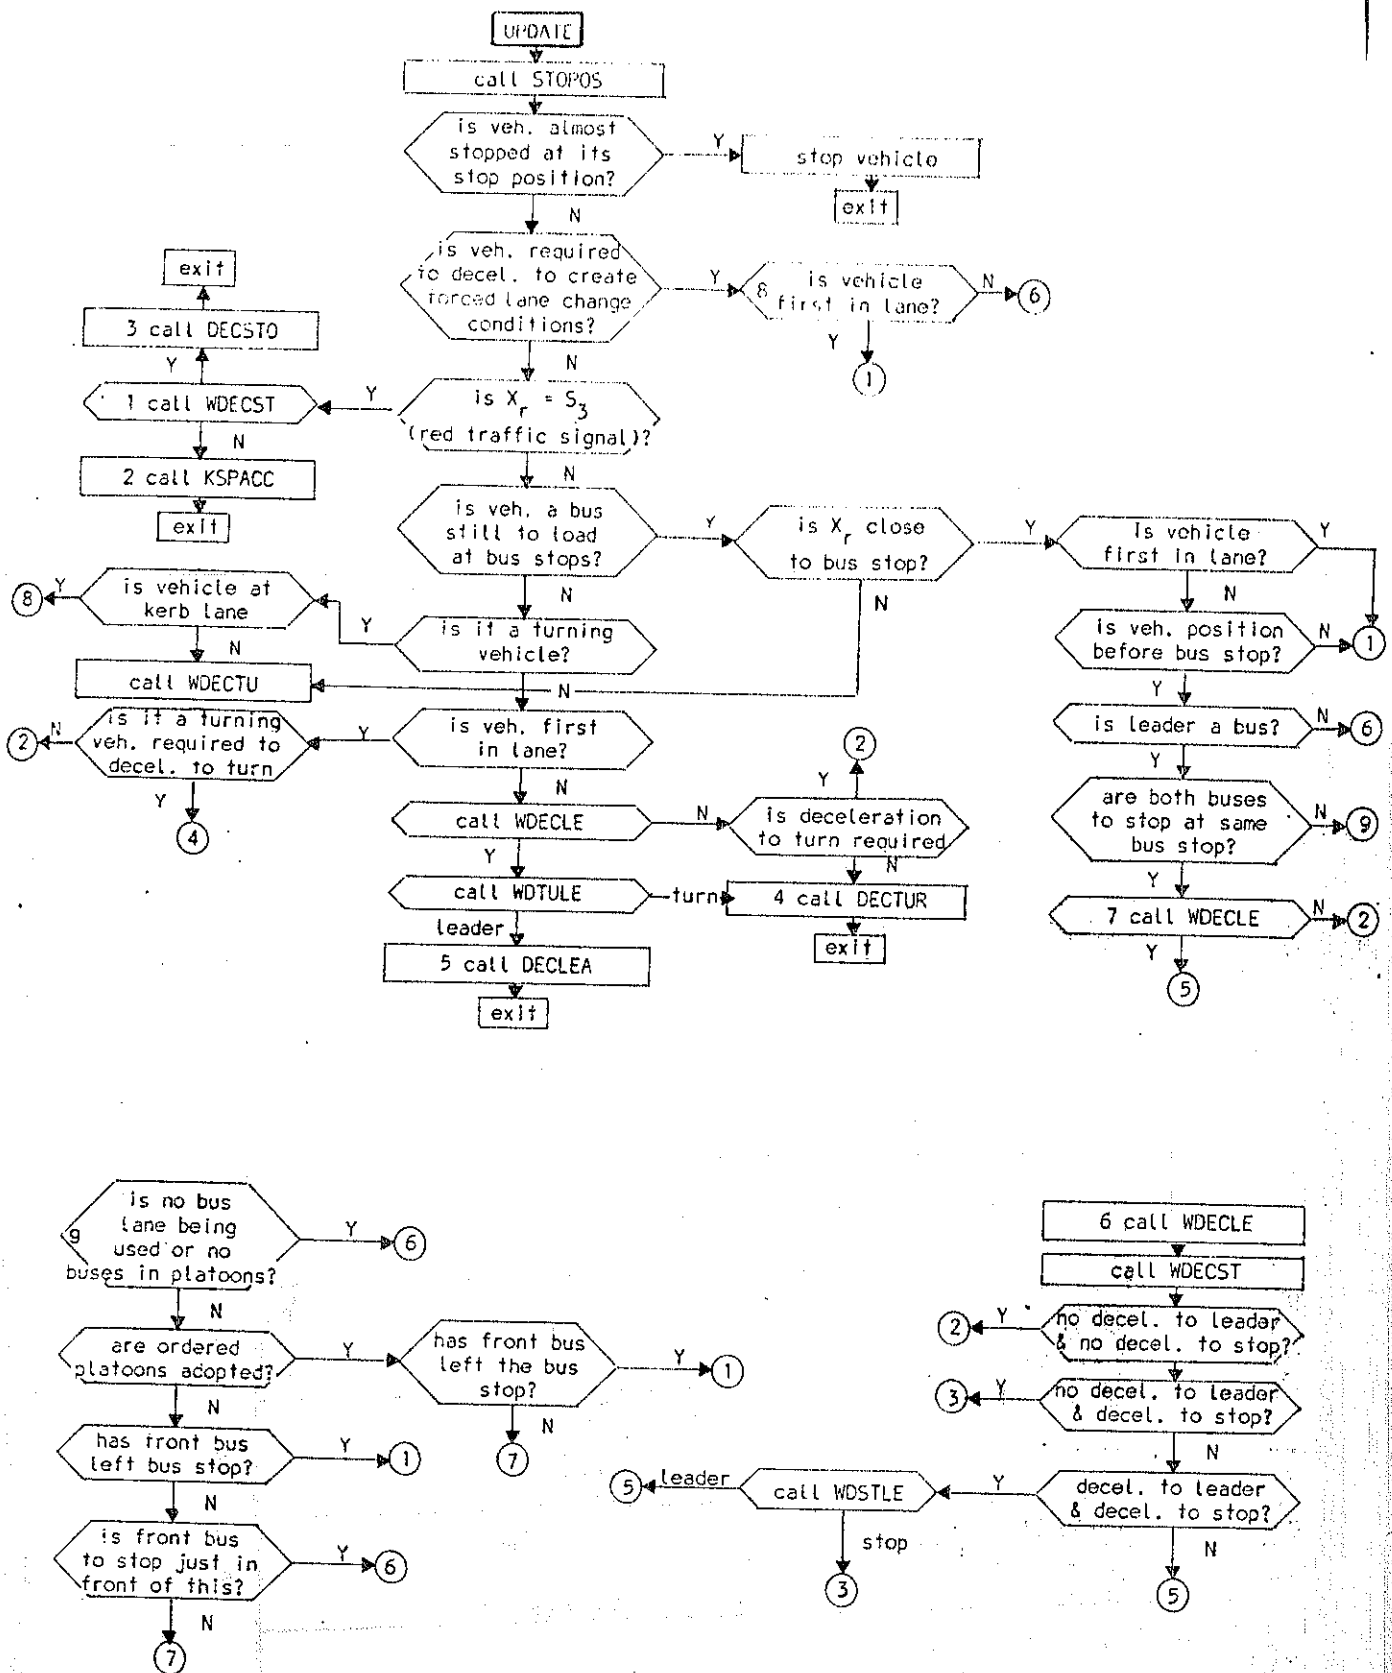 UPDATE
call STOPOS
is veh. almost
stopped at its
stop position?
Y
stop vehicle
exit
N
is veh. required
to decel. to create
forced lane change
conditions?
Y
8 is vehicle
first in lane?
N
6
Y
1
N
exit
3 call DECSTO
Y
1 call WDECST
N
2 call KSPACC
exit
Y
is Xr = S3
(red traffic signal)?
N
is veh. a bus
still to load
at bus stops?
Y
is Xr close
to bus stop?
Y
Is vehicle
first in lane?
Y
N
is veh. position
before bus stop?
N
1
Y
is leader a bus?
N
6
Y
are both buses
to stop at same
bus stop?
N
9
Y
7 call WDECLE
N
2
Y
5
N
N
8
Y
is vehicle at
kerb lane
Y
is it a turning
vehicle?
N
call WDECTU
N
is it a turning
veh. required to
decel. to turn
N
2
Y
4
Y
is veh. first
in lane?
N
call WDECLE
N
is deceleration
to turn required
Y
2
N
Y
call WDTULE
turn
4 call DECTUR
exit
leader
5 call DECLEA
exit
9 is no bus
lane being
used or no
buses in platoons?
Y
6
N
are ordered
platoons adopted?
Y
has front bus
left the bus
stop?
Y
1
N
7
N
has front bus
left bus stop?
Y
1
N
is front bus
to stop just in
front of this?
Y
6
N
7
6 call WDECLE
call WDECST
no decel. to leader
& no decel. to stop?
Y
2
no decel. to leader
& decel. to stop?
Y
3
N
decel. to leader
& decel. to stop?
Y
call WDSTLE
leader
5
stop
3
N
5